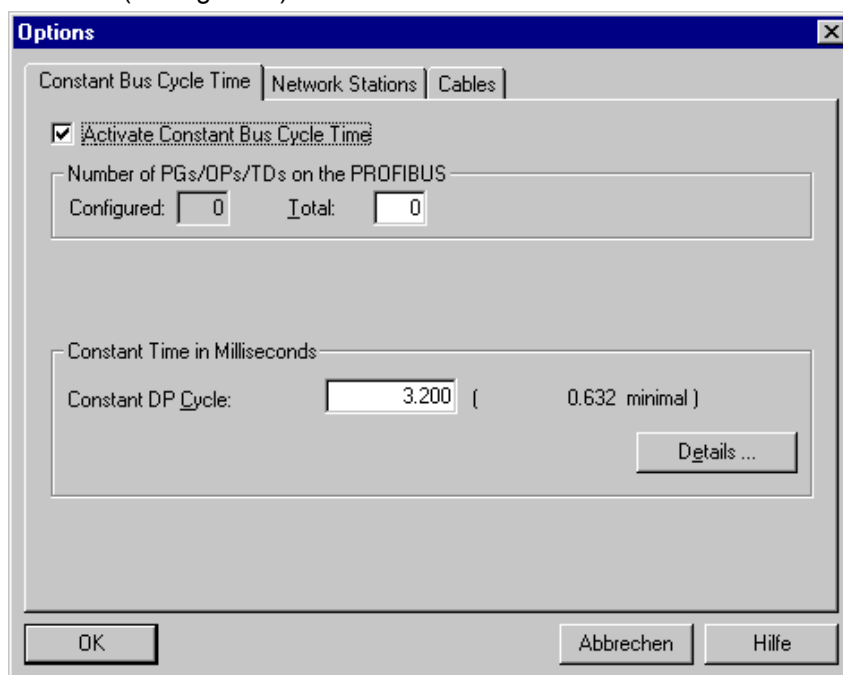 Options
Constant Bus Cycle Time Network Stations Cables
Activate Constant Bus Cycle Time
Number of PGs/OPs/TDs on the PROFIBUS
Configured: 0 Total: 0
Constant Time in Milliseconds
Constant DP Cycle: 3.200 ( 0.632 minimal )
Details ...
OK Abbrechen Hilfe